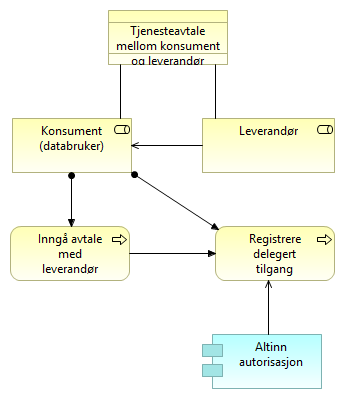 Tjenesteavtale
mellom konsument
og leverandør
Konsument
(databruker)
Leverandør
Inngå avtale
med
leverandør
Registrere
delegert
tilgang
Altinn
autorisasjon